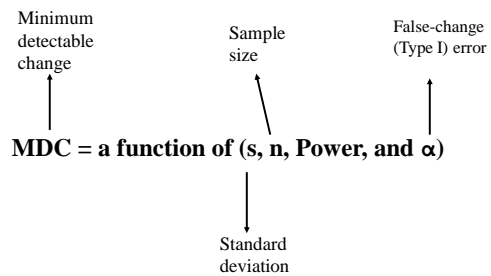 Minimum
detectable
change
Sample
size
False-change
(Type I) error
MDC = a function of (s, n, Power, and α)
Standard
deviation